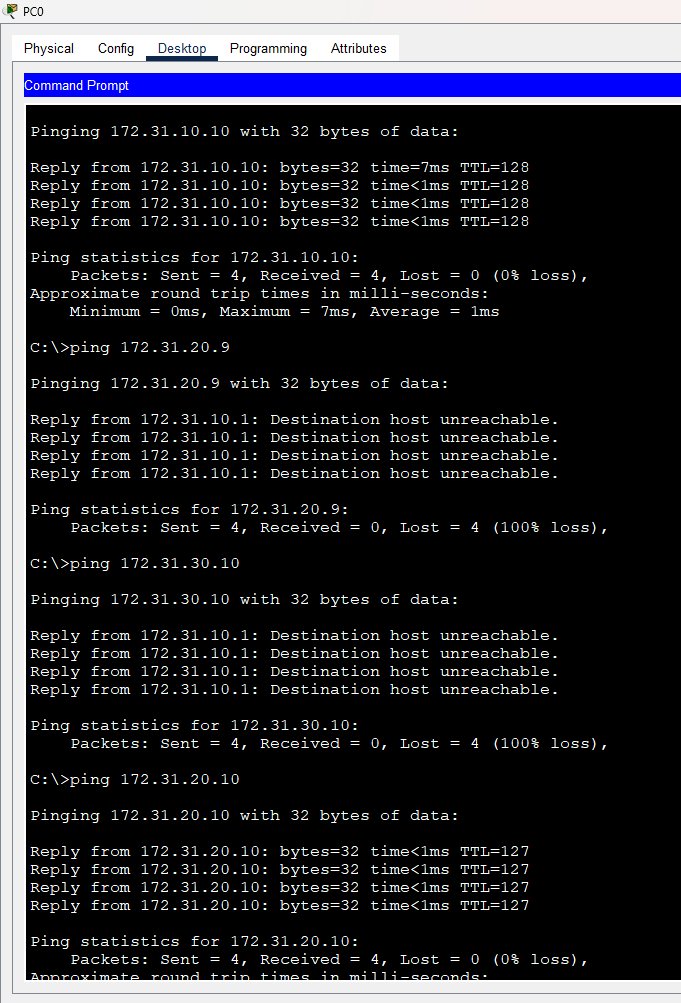 PC0
Physical Config Desktop Programming Attributes
Command Prompt
Pinging 172.31.10.10 with 32 bytes of data:
Reply from 172.31.10.10: bytes=32 time=7ms TTL=128
Reply from 172.31.10.10: bytes=32 time<1ms TTL=128
Reply from 172.31.10.10: bytes=32 time<1ms TTL=128
Reply from 172.31.10.10: bytes=32 time<1ms TTL=128
Ping statistics for 172.31.10.10:
Packets: Sent = 4, Received = 4, Lost = 0 (0% loss),
Approximate round trip times in milli-seconds:
Minimum = 0ms, Maximum = 7ms, Average = 1ms
C:\>ping 172.31.20.9
Pinging 172.31.20.9 with 32 bytes of data:
Reply from 172.31.10.1: Destination host unreachable.
Reply from 172.31.10.1: Destination host unreachable.
Reply from 172.31.10.1: Destination host unreachable.
Reply from 172.31.10.1: Destination host unreachable.
Ping statistics for 172.31.20.9:
Packets: Sent = 4, Received = 0, Lost = 4 (100% loss),
C:\>ping 172.31.30.10
Pinging 172.31.30.10 with 32 bytes of data:
Reply from 172.31.10.1: Destination host unreachable.
Reply from 172.31.10.1: Destination host unreachable.
Reply from 172.31.10.1: Destination host unreachable.
Reply from 172.31.10.1: Destination host unreachable.
Ping statistics for 172.31.30.10:
Packets: Sent = 4, Received = 0, Lost = 4 (100% loss),
C:\>ping 172.31.20.10
Pinging 172.31.20.10 with 32 bytes of data:
Reply from 172.31.20.10: bytes=32 time<1ms TTL=127
Reply from 172.31.20.10: bytes=32 time<1ms TTL=127
Reply from 172.31.20.10: bytes=32 time<1ms TTL=127
Reply from 172.31.20.10: bytes=32 time<1ms TTL=127
Ping statistics for 172.31.20.10:
Packets: Sent = 4, Received = 4, Lost = 0 (0% loss),
Approximate round trip times in milli-seconds: